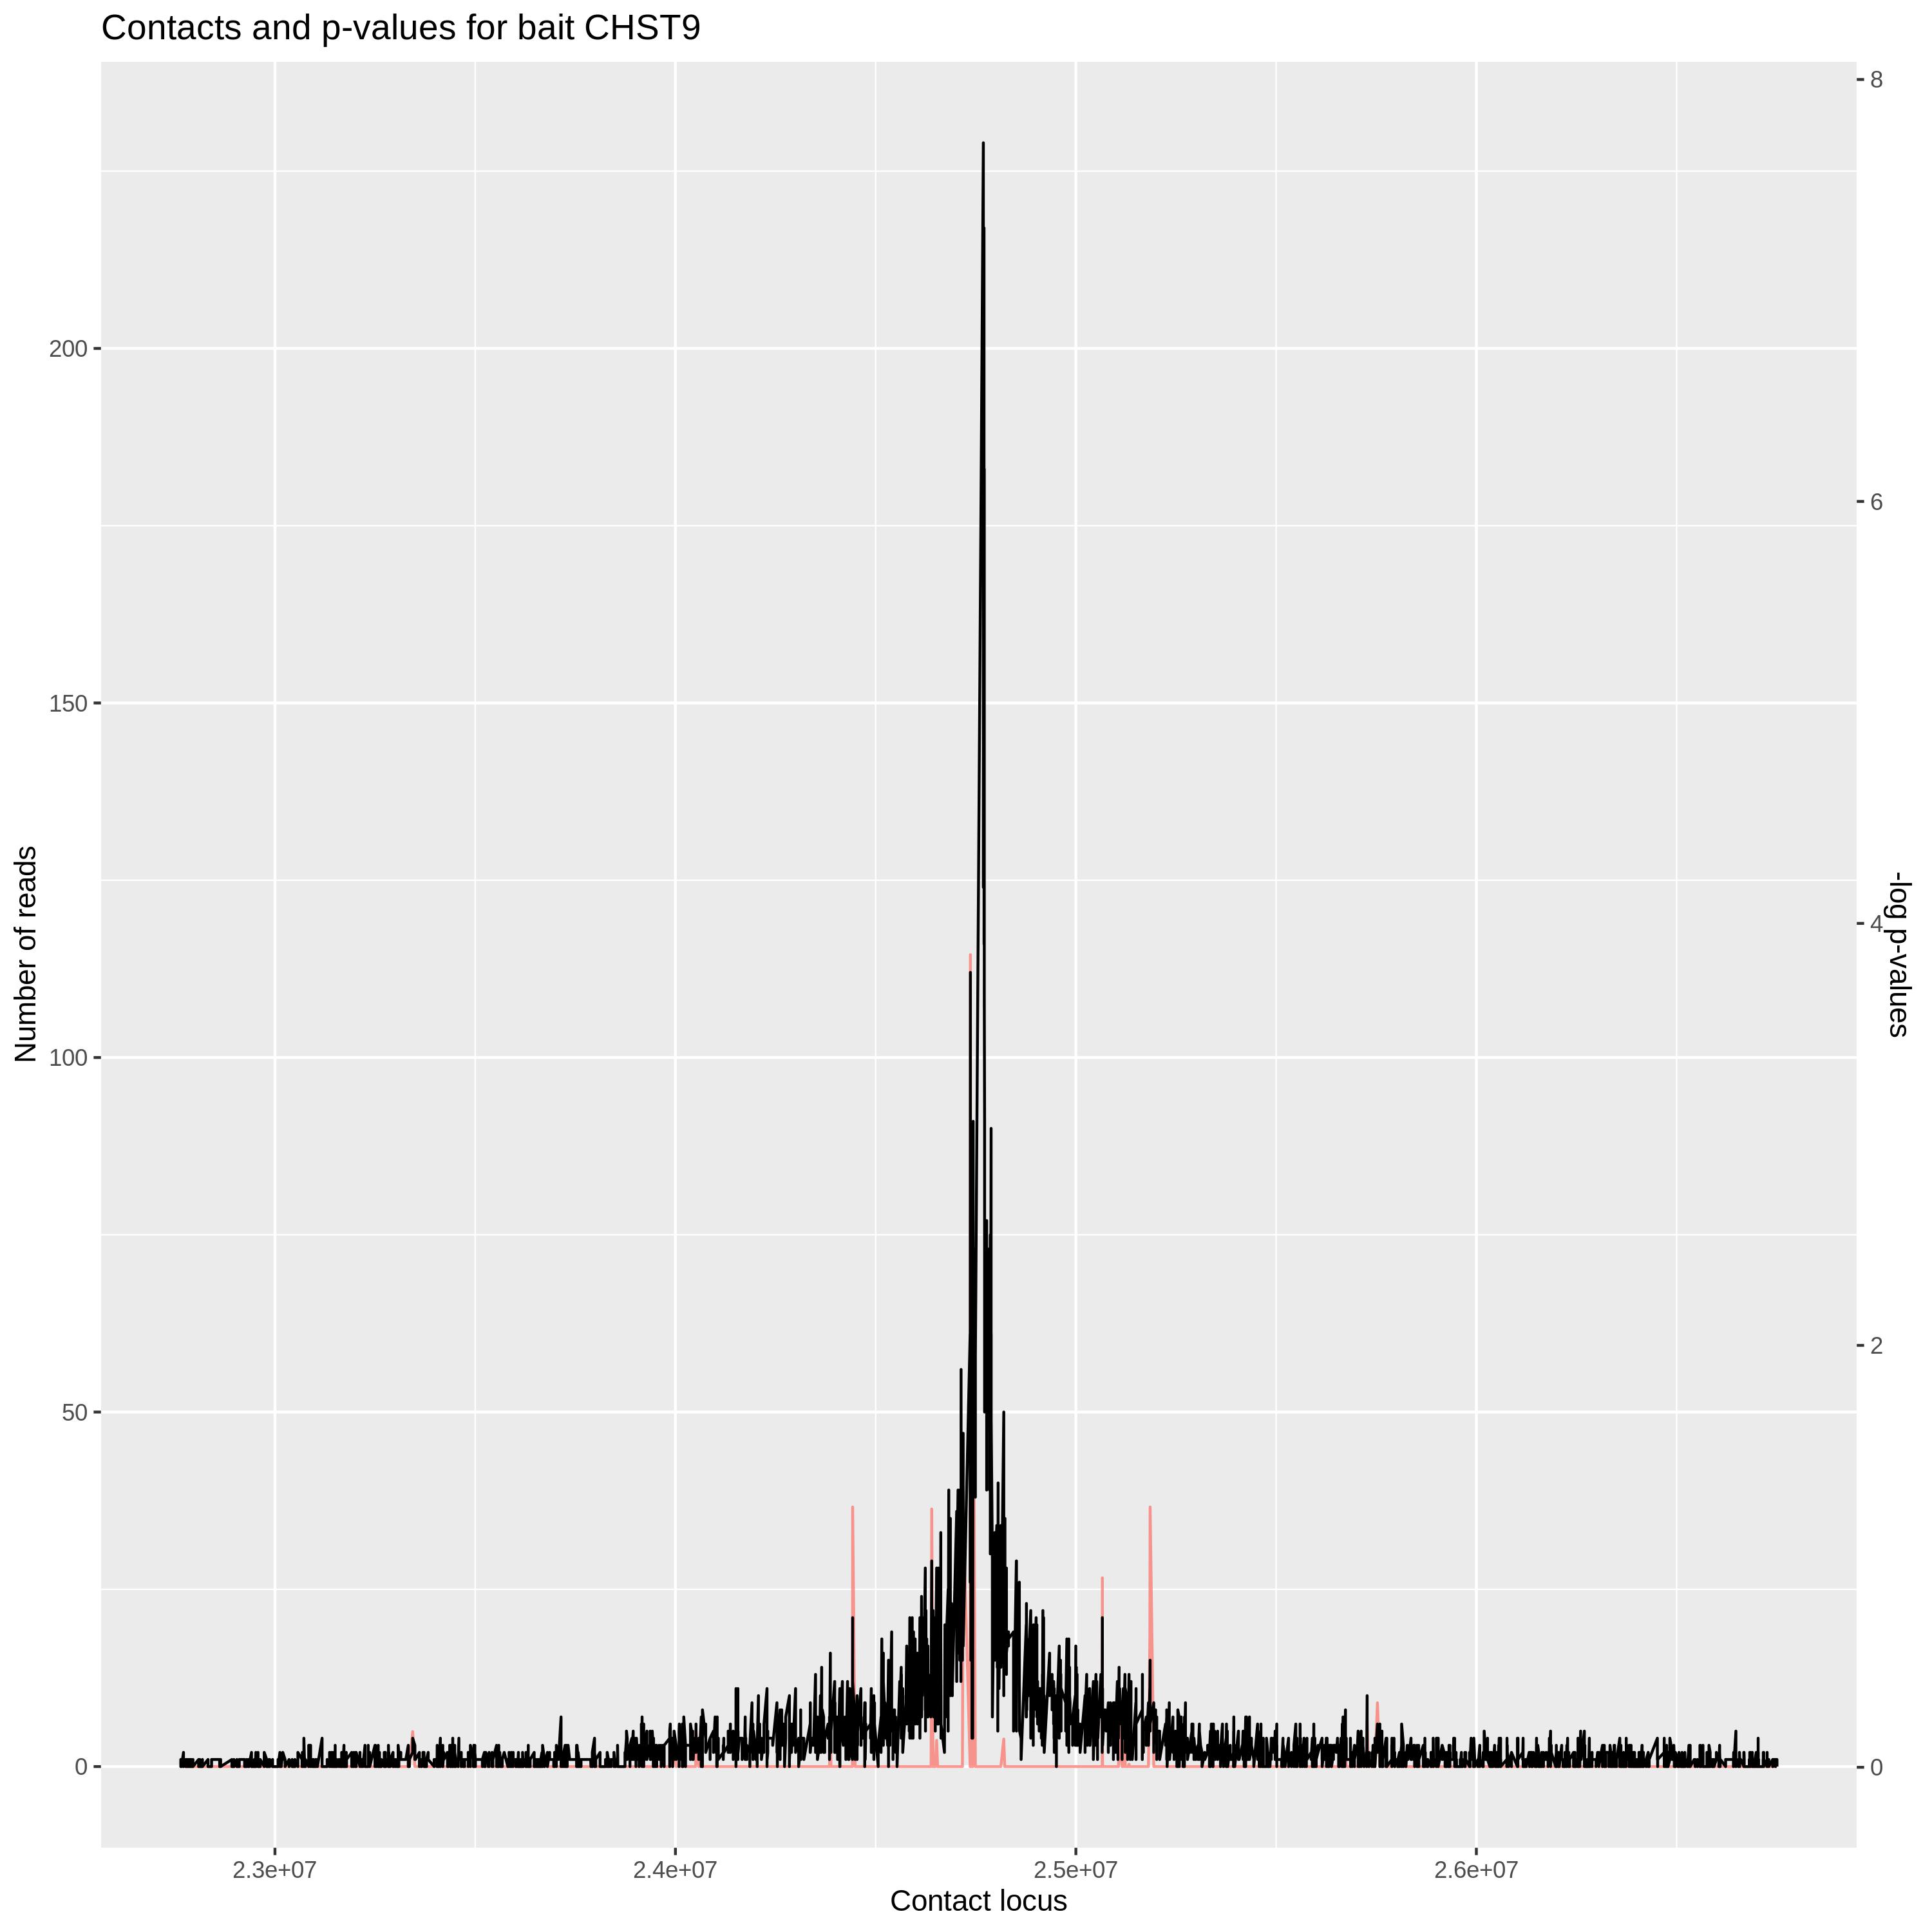 Contacts and p-values for bait CHST9
8
6
4
2
0
200
150
100
50
0
Number of reads
-log p-values
2.3e+07
2.4e+07
2.5e+07
2.6e+07
Contact locus